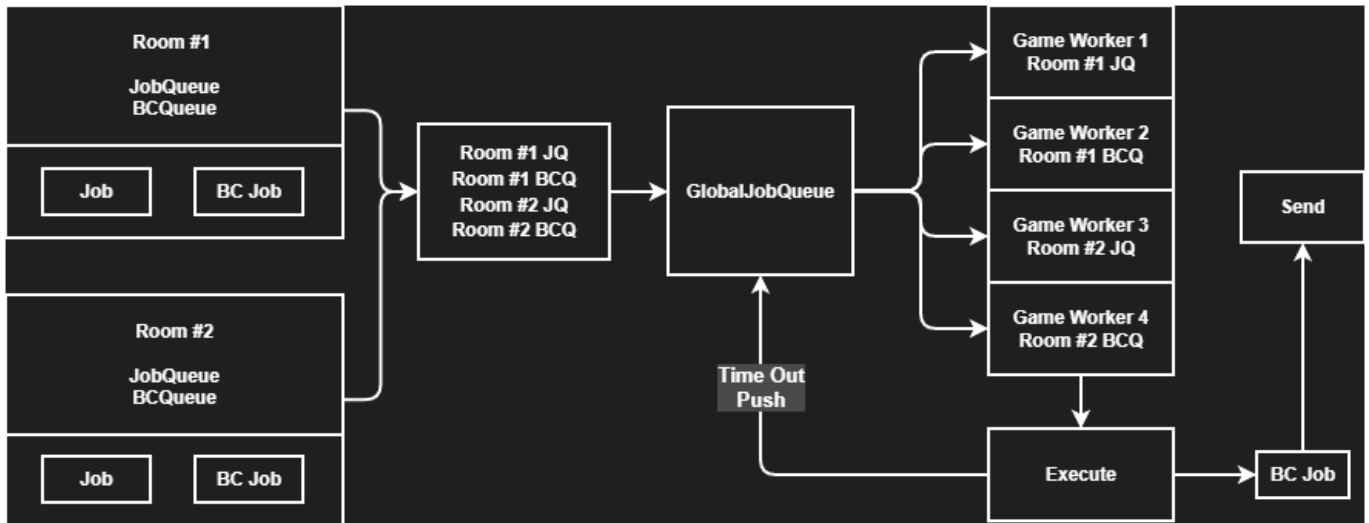 Room #1
JobQueue
BCQueue
Job
BC Job
Room #2
JobQueue
BCQueue
Job
BC Job
Room #1 JQ
Room #1 BCQ
Room #2 JQ
Room #2 BCQ
GlobalJobQueue
Time Out
Push
Game Worker 1
Room #1 JQ
Game Worker 2
Room #1 BCQ
Game Worker 3
Room #2 JQ
Game Worker 4
Room #2 BCQ
Execute
BC Job
Send